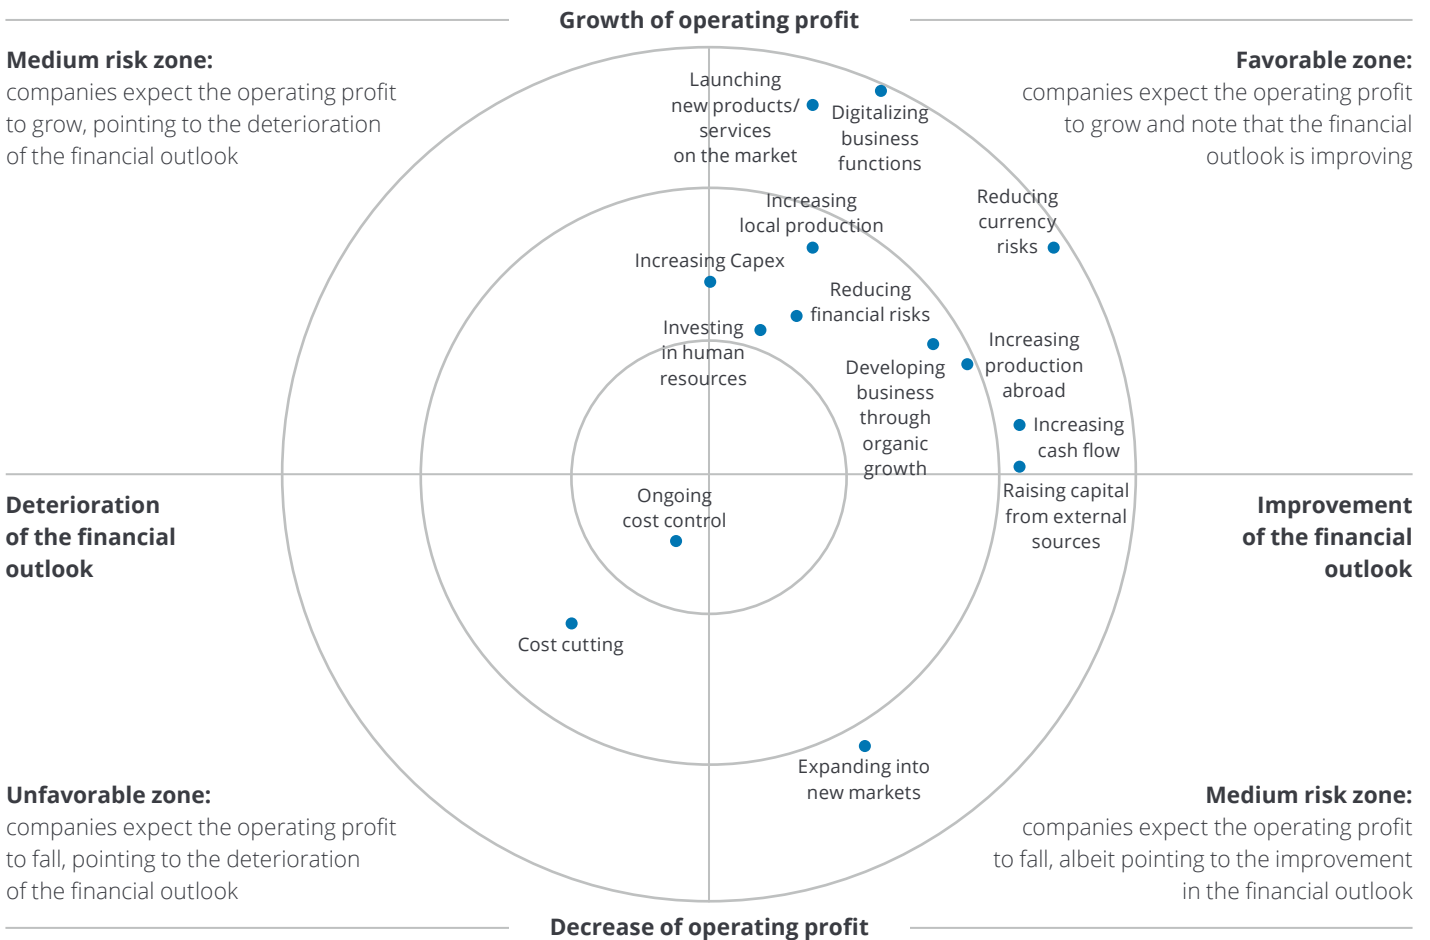 Growth of operating profit
Medium risk zone:
companies expect the operating profit
to grow, pointing to the deterioration
of the financial outlook
Favorable zone:
companies expect the operating profit
to grow and note that the financial
outlook is improving
Launching
new products/
services
on the market
Digitalizing
business
functions
Reducing
currency
risks
Increasing
local production
Increasing Capex
Reducing
financial risks
Investing
in human
resources
Developing
business
through
organic
growth
Increasing
production
abroad
Increasing
cash flow
Raising capital
from external
sources
Deterioration
of the financial
outlook
Improvement
of the financial
outlook
Ongoing
cost control
Cost cutting
Expanding into
new markets
Unfavorable zone:
companies expect the operating profit
to fall, pointing to the deterioration
of the financial outlook
Medium risk zone:
companies expect the operating profit
to fall, albeit pointing to the improvement
in the financial outlook
Decrease of operating profit